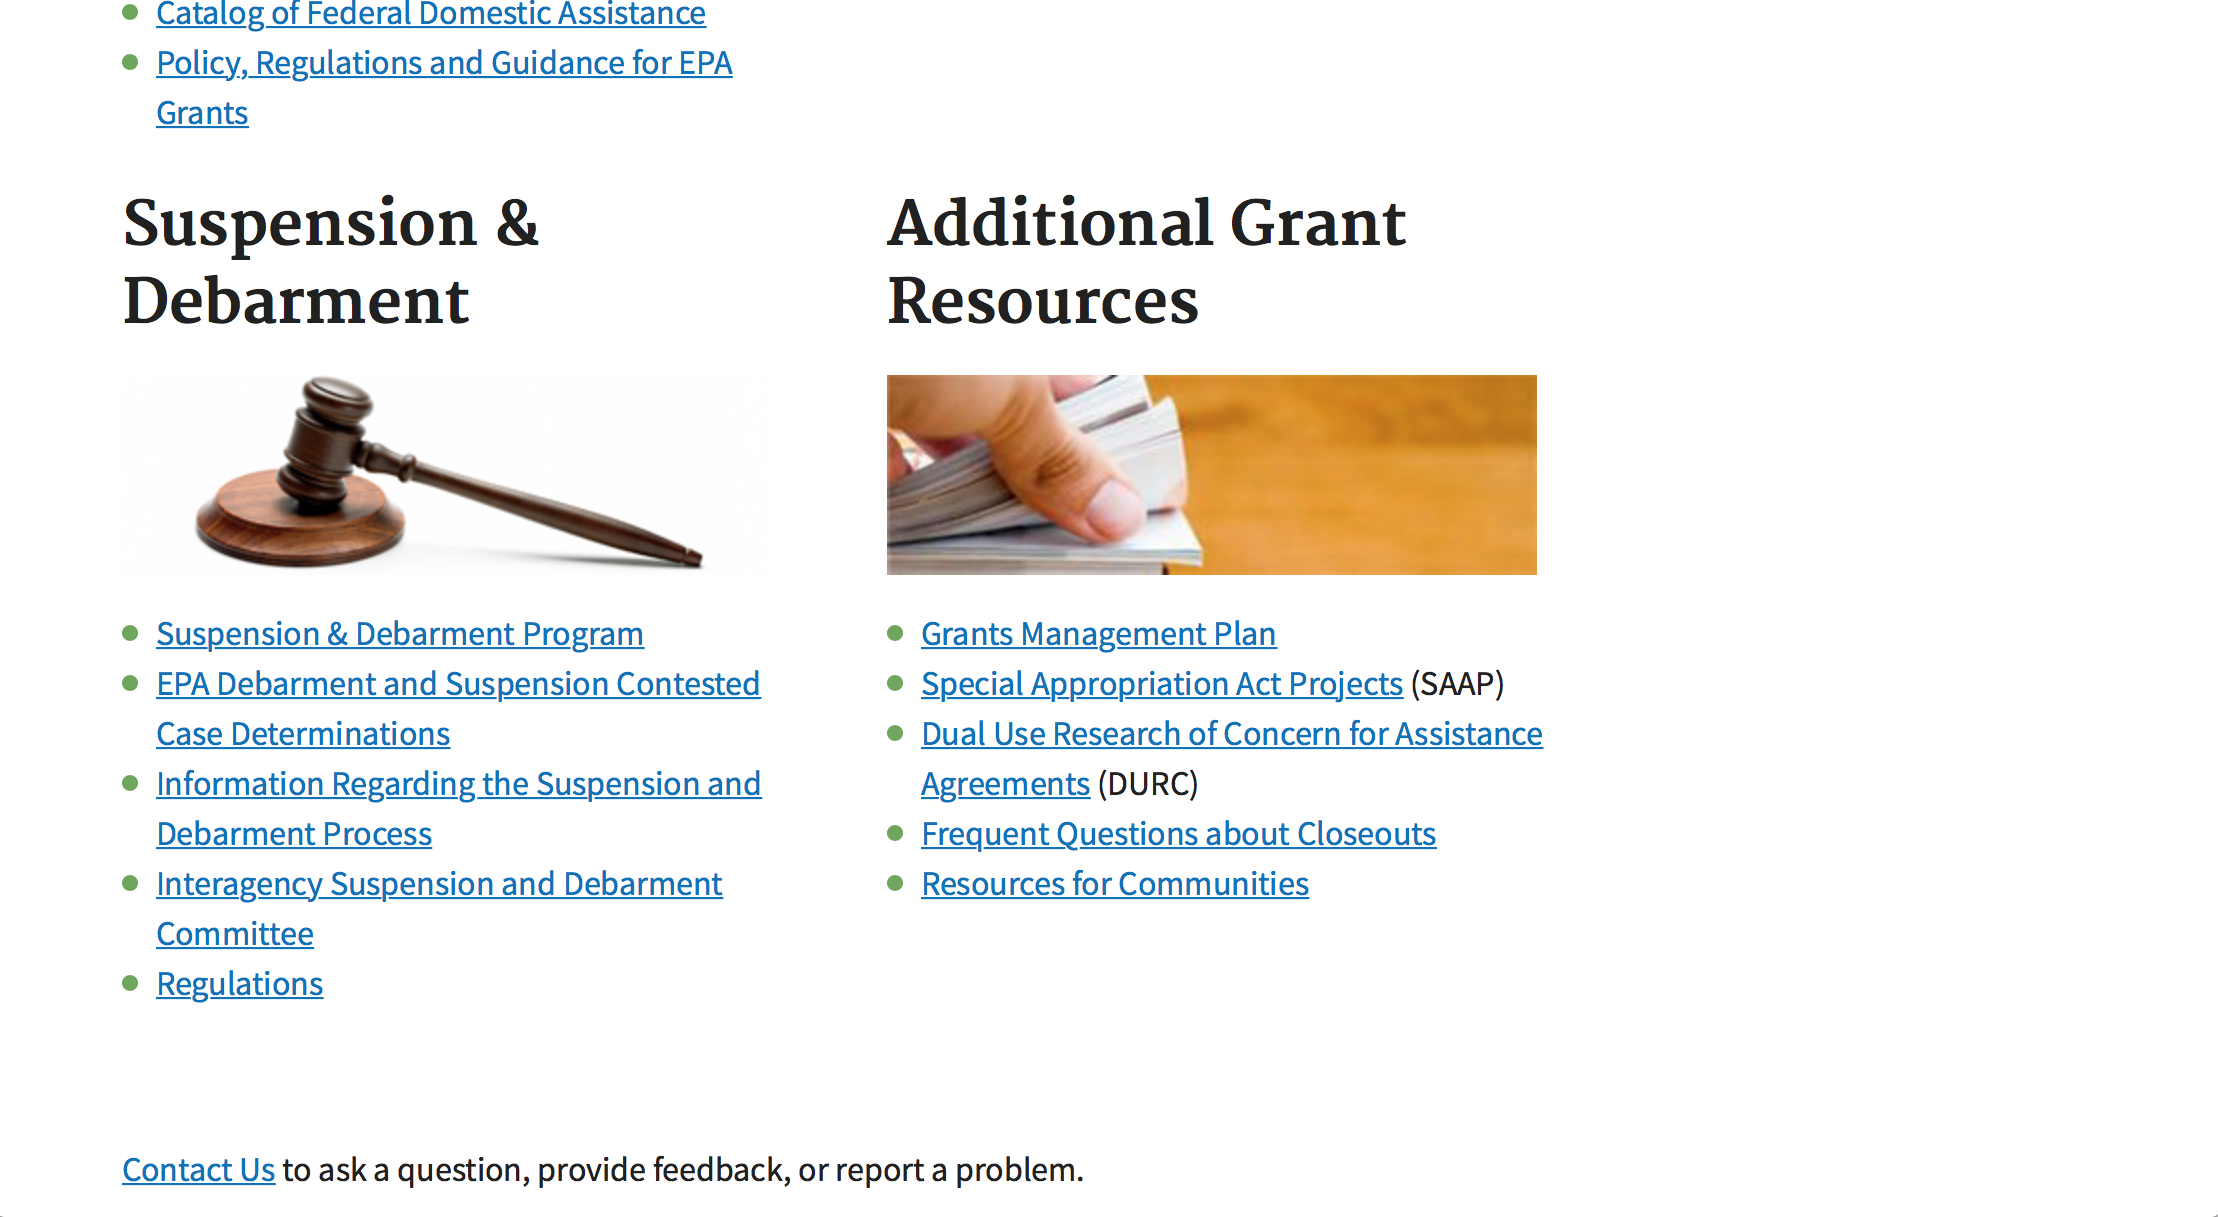 Catalog of Federal Domestic Assistance
Policy, Regulations and Guidance for EPA
Grants
Suspension &
Debarment
Suspension & Debarment Program
EPA Debarment and Suspension Contested
Case Determinations
Information Regarding the Suspension and
Debarment Process
Interagency Suspension and Debarment
Committee
Regulations
Additional Grant
Resources
Grants Management Plan
Special Appropriation Act Projects (SAAP)
Dual Use Research of Concern for Assistance
Agreements (DURC)
Frequent Questions about Closeouts
Resources for Communities
Contact Us to ask a question, provide feedback, or report a problem.